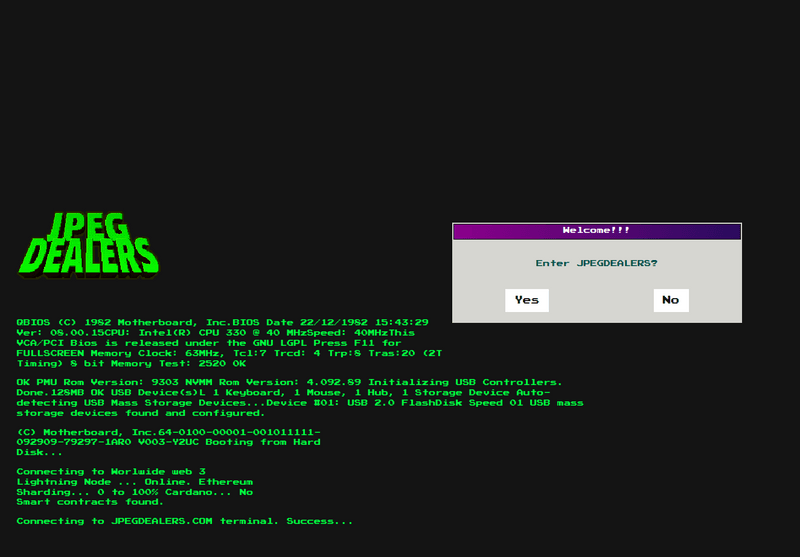 JPEG
DEALERS
Welcome!!!
Enter JPEGDEALERS?
Yes
No
QBIOS (C) 1982 Motherboard, Inc.BIOS Date 22/12/1982 15:43:29
Ver: 08.00.15CPU: Intel(R) CPU 330 @ 40 MHzSpeed: 40MHzThis
VCA/PCI Bios is released under the GNU LGPL Press F11 for
FULLSCREEN Memory Clock: 63MHz, Tcl:7 Trcd: 4 Trp:8 Tras:20 (2T
Timing) 8 bit Memory Test: 2520 OK
OK PMU Rom Version: 9303 NVMM Rom Version: 4.092.89 Initializing USB Controllers.
Done.128MB OK USB Device(s)L 1 Keyboard, 1 Mouse, 1 Hub, 1 Storage Device Auto-
detecting USB Mass Storage Devices...Device #01: USB 2.0 FlashDisk Speed 01 USB mass
storage devices found and configured.
(C) Motherboard, Inc.64-0100-00001-001011111-
092909-79297-1AR0 V003-Y2UC Booting from Hard
Disk...
Connecting to Worlwide web 3
Lightning Node ... Online. Ethereum
Sharding... 0 to 100% Cardano... No
Smart contracts found.
Connecting to JPEGDEALERS.COM terminal. Success...